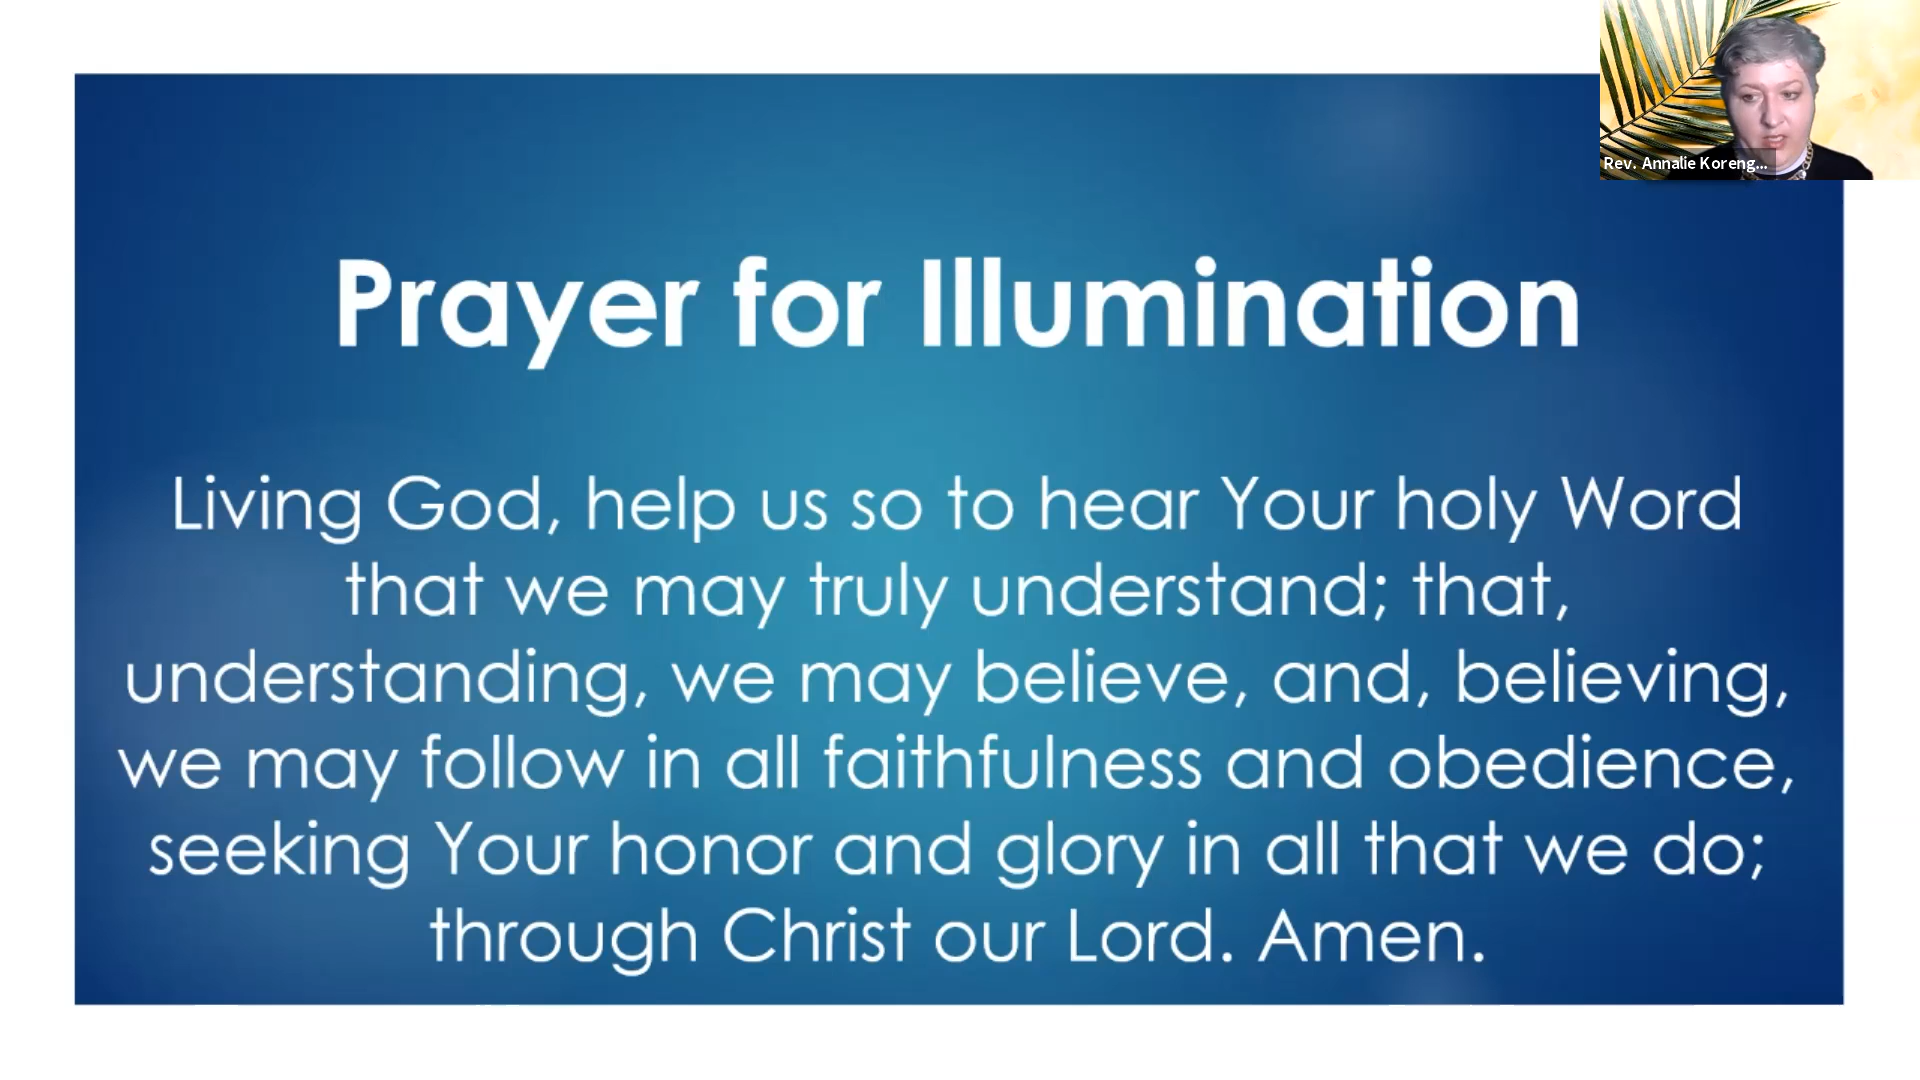 Rev. Annalie Koreng...
Prayer for Illumination
Living God, help us so to hear Your holy Word
that we may truly understand; that,
understanding, we may believe, and, believing,
we may follow in all faithfulness and obedience,
seeking Your honor and glory in all that we do;
through Christ our Lord. Amen.